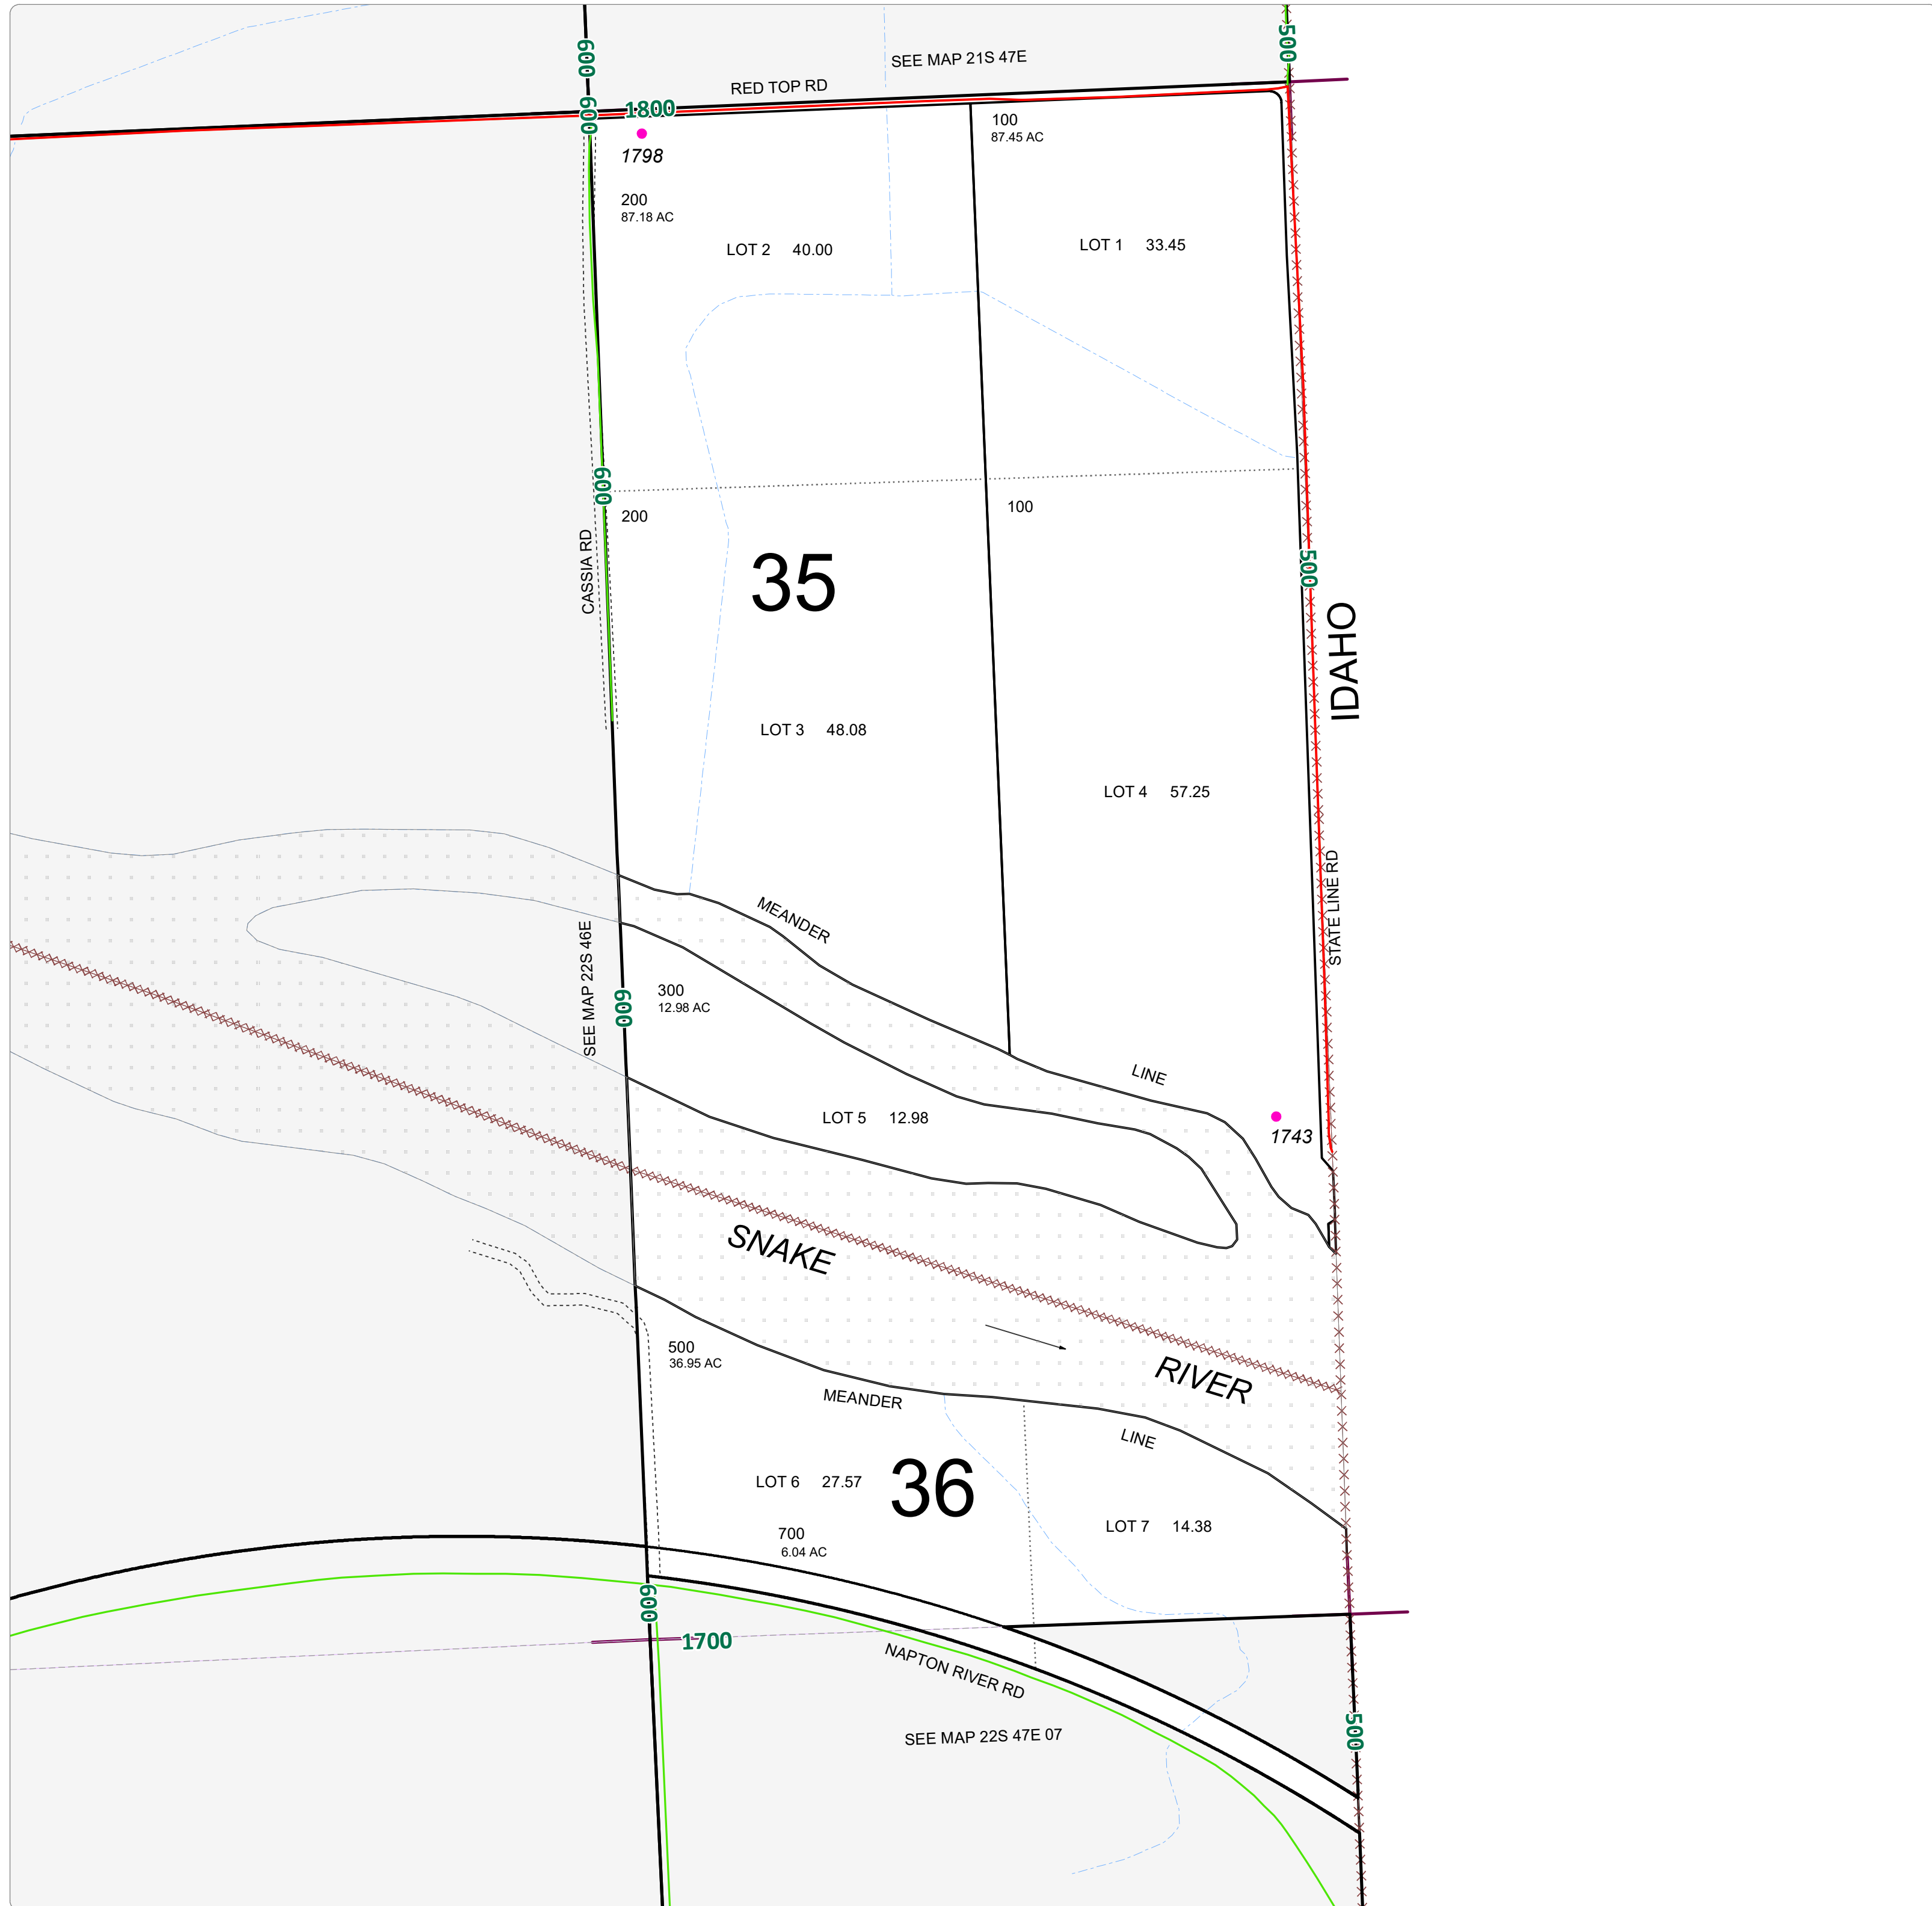 600
5000
SEE MAP 21S 47E
RED TOP RD
600
1800
1798
100
87.45 AC
200
87.18 AC
LOT 2 40.00
LOT 1 33.45
600
500
200
100
35
CASSIA RD
IDAHO
LOT 3 48.08
LOT 4 57.25
STATE LINE RD
MEANDER
SEE MAP 22S 46E
300
12.98 AC
600
LINE
LOT 5 12.98
1743
SNAKE
RIVER
500
36.95 AC
MEANDER
LINE
LOT 6 27.57
36
LOT 7 14.38
700
6.04 AC
600
1700
NAPTON RIVER RD
SEE MAP 22S 47E 07
500